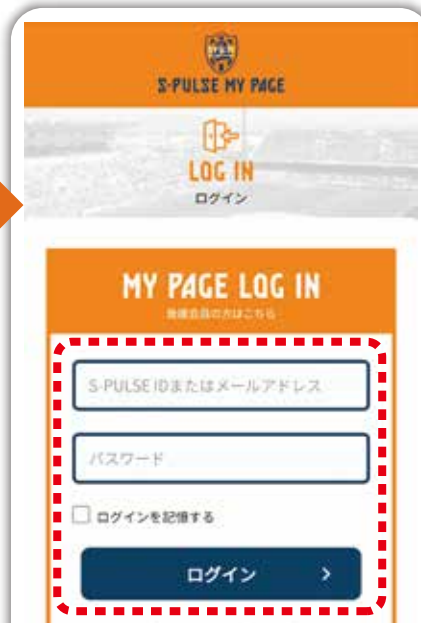 S-PULSE MY PAGE
LOG IN
ログイン
MY PAGE LOG IN
S-PULSE IDまたはメールアドレス
パスワード
ログインを記憶する
ログイン